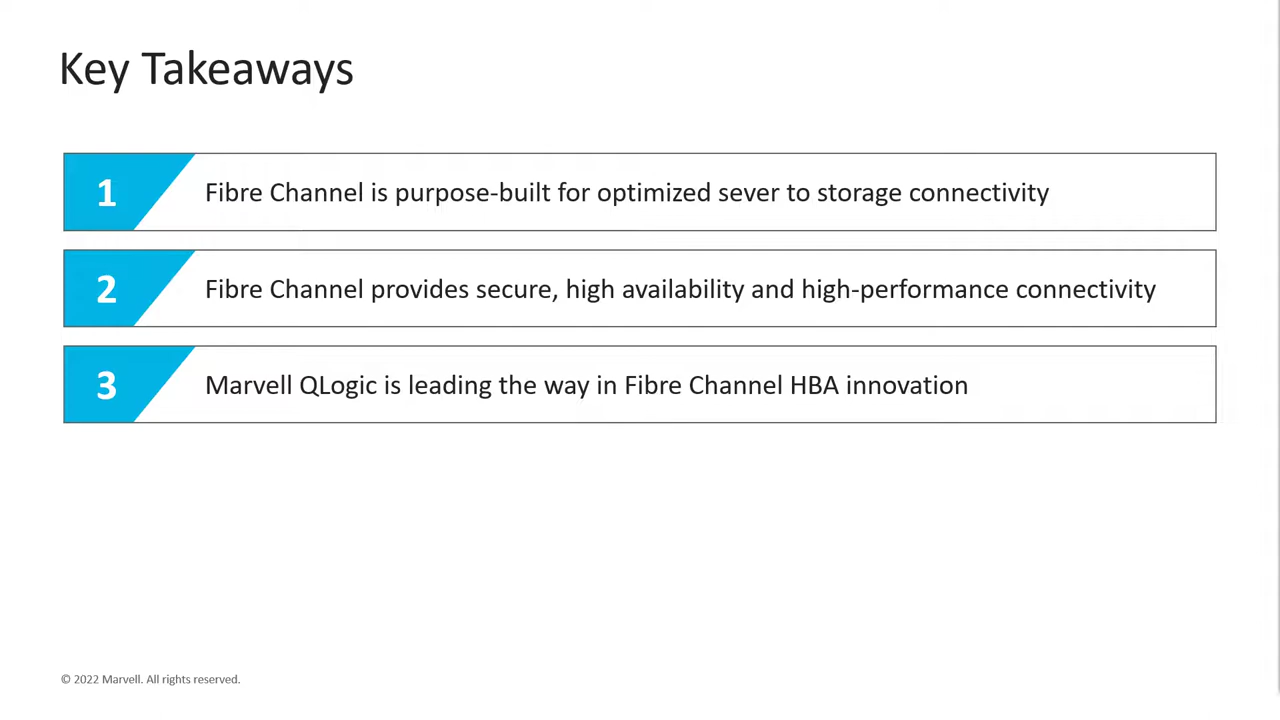 Key Takeaways
1
Fibre Channel is purpose-built for optimized sever to storage connectivity
2
Fibre Channel provides secure, high availability and high-performance connectivity
3
Marvell QLogic is leading the way in Fibre Channel HBA innovation
© 2022 Marvell. All rights reserved.